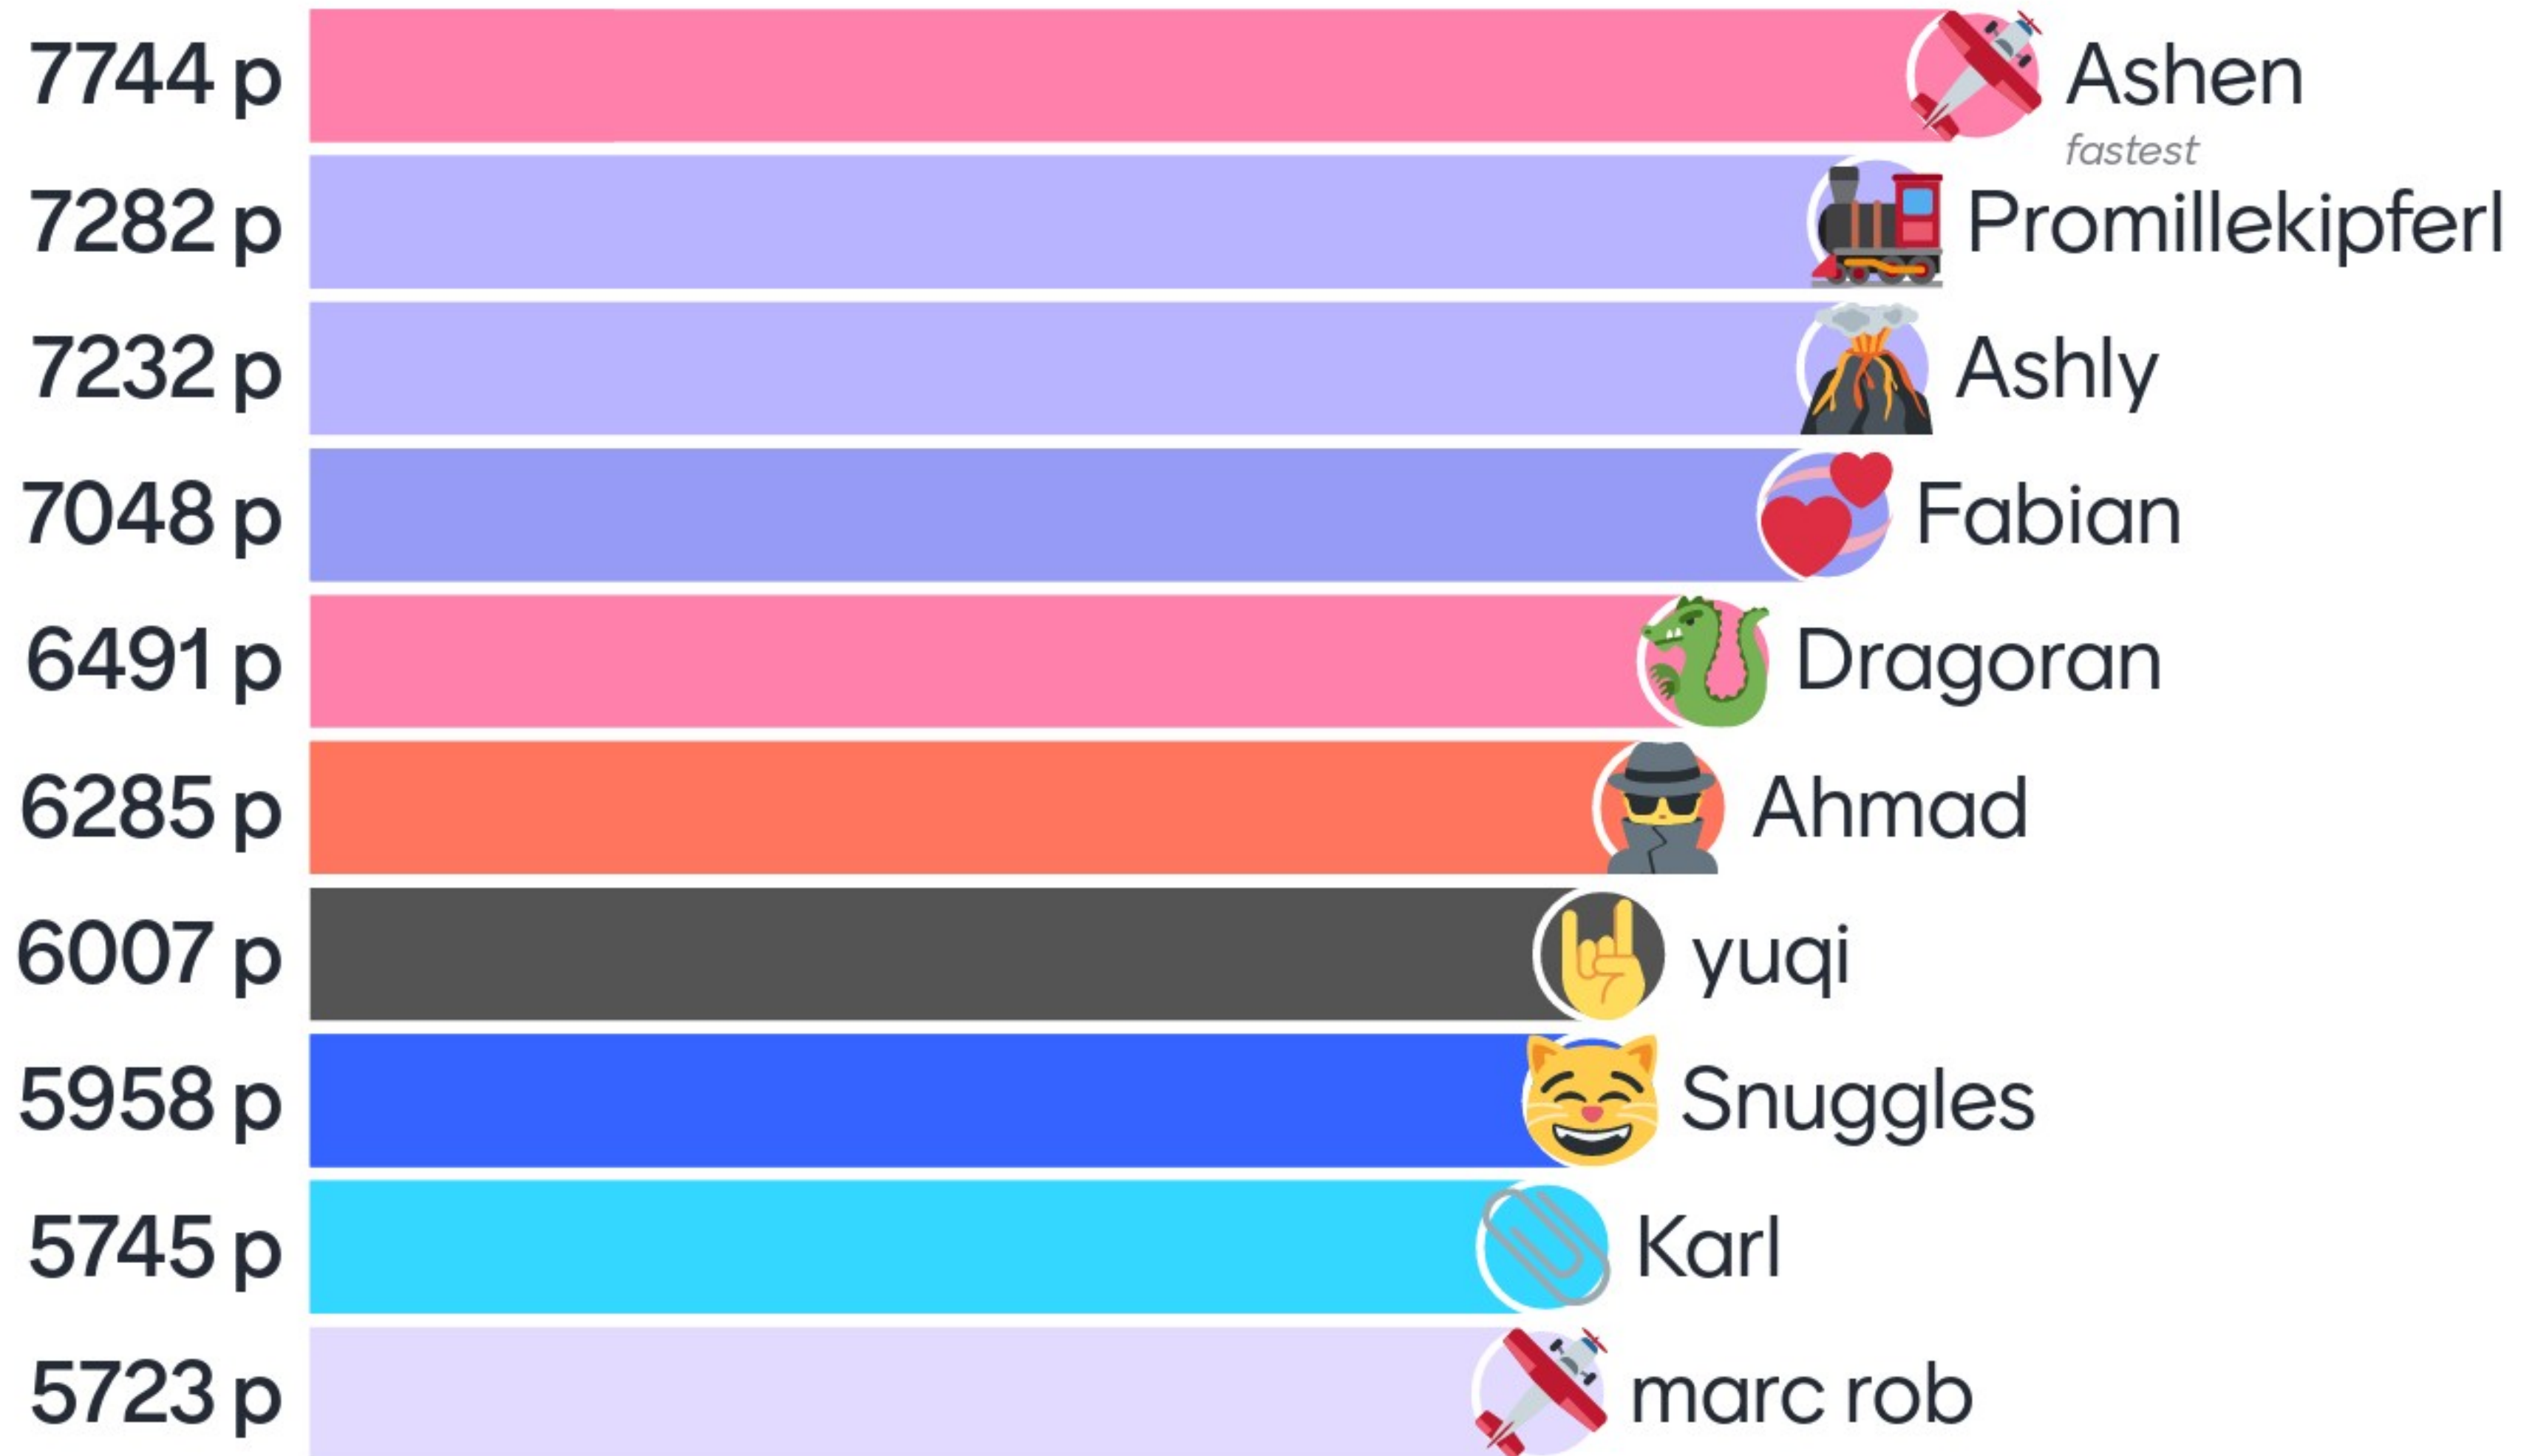 7744 p Ashen
fastest
7282 p Promillekipferl
7232 p Ashly
7048 p Fabian
6491 p Dragoran
6285 p Ahmad
6007 p yuqi
5958 p Snuggles
5745 p Karl
5723 p marc rob